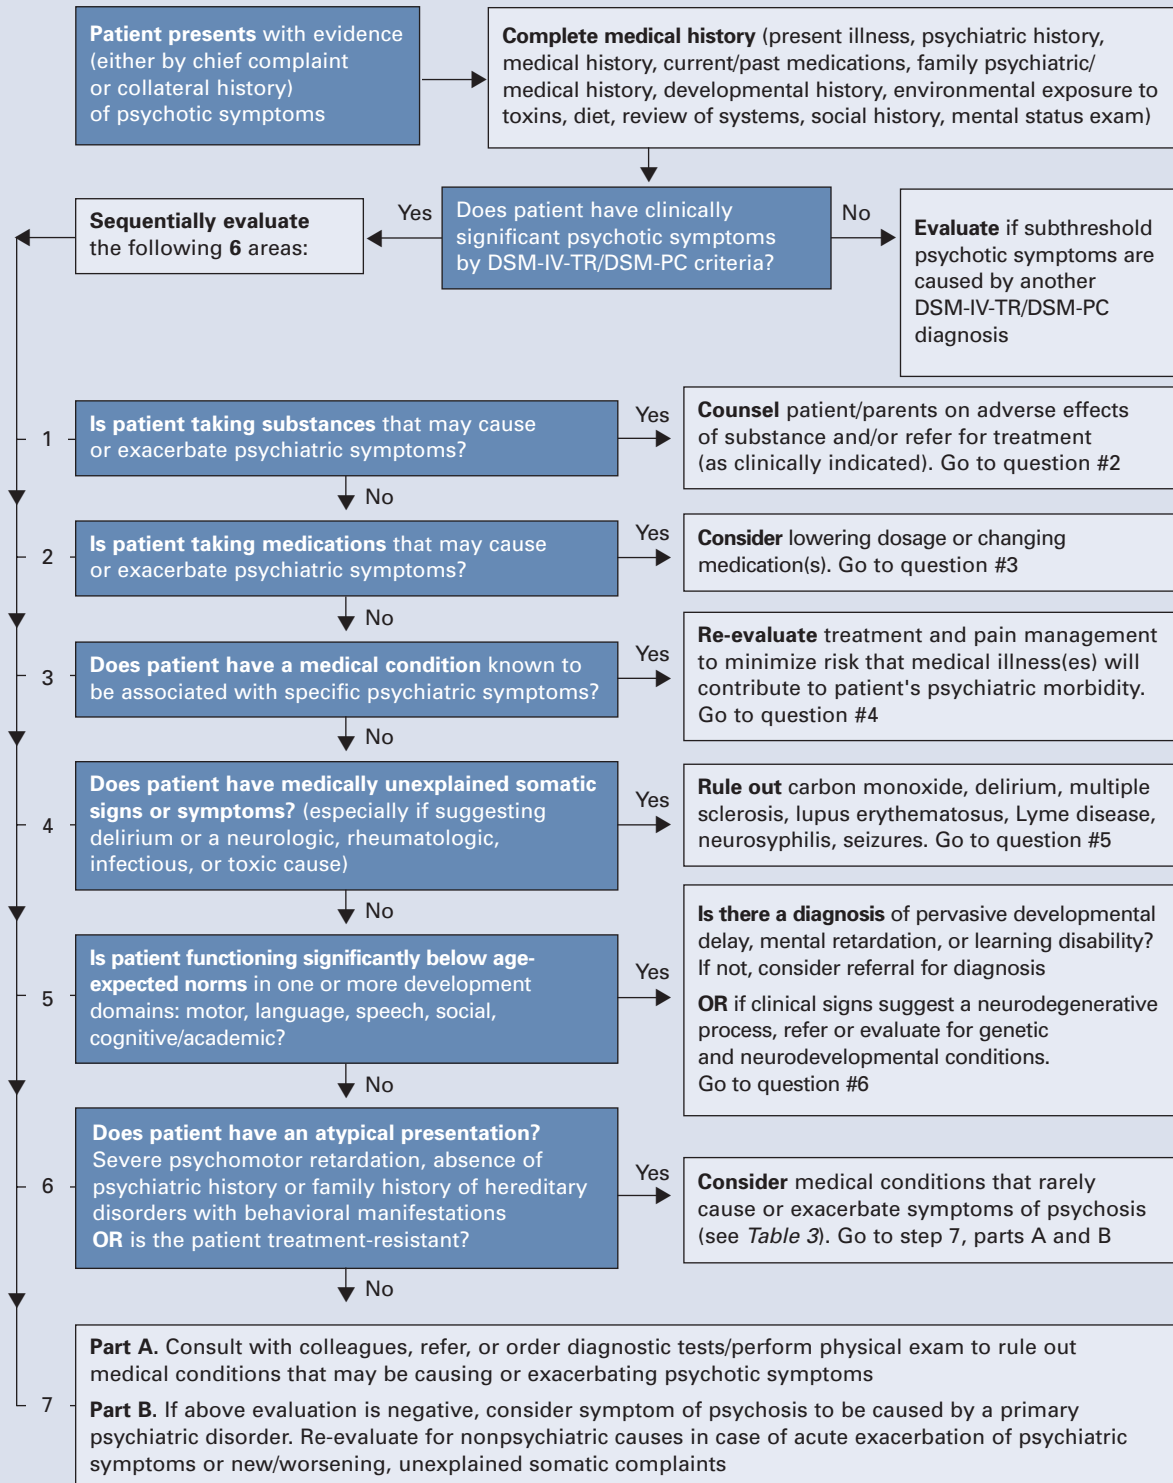 Patient presents with evidence
(either by chief complaint
or collateral history)
of psychotic symptoms
Complete medical history (present illness, psychiatric history,
medical history, current/past medications, family psychiatric/
medical history, developmental history, environmental exposure to
toxins, diet, review of systems, social history, mental status exam)
Sequentially evaluate
the following 6 areas:
Yes
Does patient have clinically
significant psychotic symptoms
by DSM-IV-TR/DSM-PC criteria?
No
Evaluate if subthreshold
psychotic symptoms are
caused by another
DSM-IV-TR/DSM-PC
diagnosis
1
Is patient taking substances that may cause
or exacerbate psychiatric symptoms?
Yes
Counsel patient/parents on adverse effects
of substance and/or refer for treatment
(as clinically indicated). Go to question #2
No
2
Is patient taking medications that may cause
or exacerbate psychiatric symptoms?
Yes
Consider lowering dosage or changing
medication(s). Go to question #3
No
3
Does patient have a medical condition known to
be associated with specific psychiatric symptoms?
Yes
Re-evaluate treatment and pain management
to minimize risk that medical illness(es) will
contribute to patient's psychiatric morbidity.
Go to question #4
No
4
Does patient have medically unexplained somatic
signs or symptoms? (especially if suggesting
delirium or a neurologic, rheumatologic,
infectious, or toxic cause)
Yes
Rule out carbon monoxide, delirium, multiple
sclerosis, lupus erythematosus, Lyme disease,
neurosyphilis, seizures. Go to question #5
No
5
Is patient functioning significantly below age-
expected norms in one or more development
domains: motor, language, speech, social,
cognitive/academic?
Yes
Is there a diagnosis of pervasive developmental
delay, mental retardation, or learning disability?
If not, consider referral for diagnosis
OR if clinical signs suggest a neurodegenerative
process, refer or evaluate for genetic
and neurodevelopmental conditions.
Go to question #6
No
6
Does patient have an atypical presentation?
Severe psychomotor retardation, absence of
psychiatric history or family history of hereditary
disorders with behavioral manifestations
OR is the patient treatment-resistant?
Yes
Consider medical conditions that rarely
cause or exacerbate symptoms of psychosis
(see Table 3). Go to step 7, parts A and B
No
7
Part A. Consult with colleagues, refer, or order diagnostic tests/perform physical exam to rule out
medical conditions that may be causing or exacerbating psychotic symptoms
Part B. If above evaluation is negative, consider symptom of psychosis to be caused by a primary
psychiatric disorder. Re-evaluate for nonpsychiatric causes in case of acute exacerbation of psychiatric
symptoms or new/worsening, unexplained somatic complaints